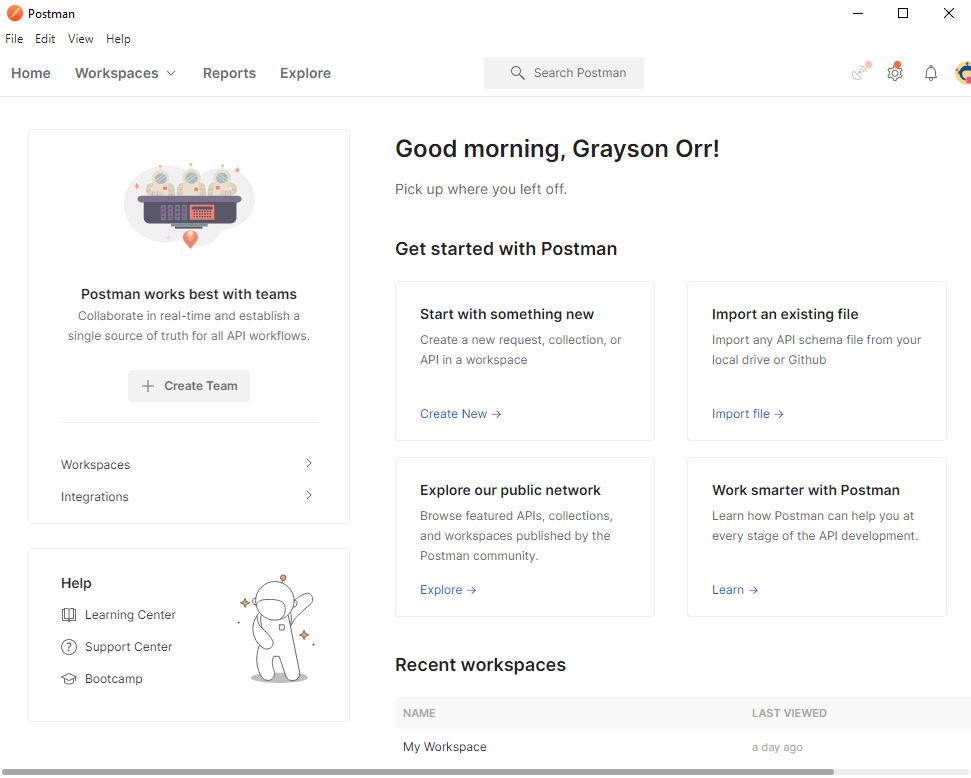 Postman
File Edit View Help
Home Workspaces Reports Explore Search Postman
Postman works best with teams
Collaborate in real-time and establish a
single source of truth for all API workflows.
Create Team
Workspaces
Integrations
Help
Learning Center
Support Center
Bootcamp
Good morning, Grayson Orr!
Pick up where you left off.
Get started with Postman
Start with something new
Create a new request, collection, or
API in a workspace
Create New →
Import an existing file
Import any API schema file from your
local drive or Github
Import file →
Explore our public network
Browse featured APIs, collections,
and workspaces published by the
Postman community.
Explore →
Work smarter with Postman
Learn how Postman can help you at
every stage of the API development.
Learn →
Recent workspaces
NAME LAST VIEWED
My Workspace a day ago